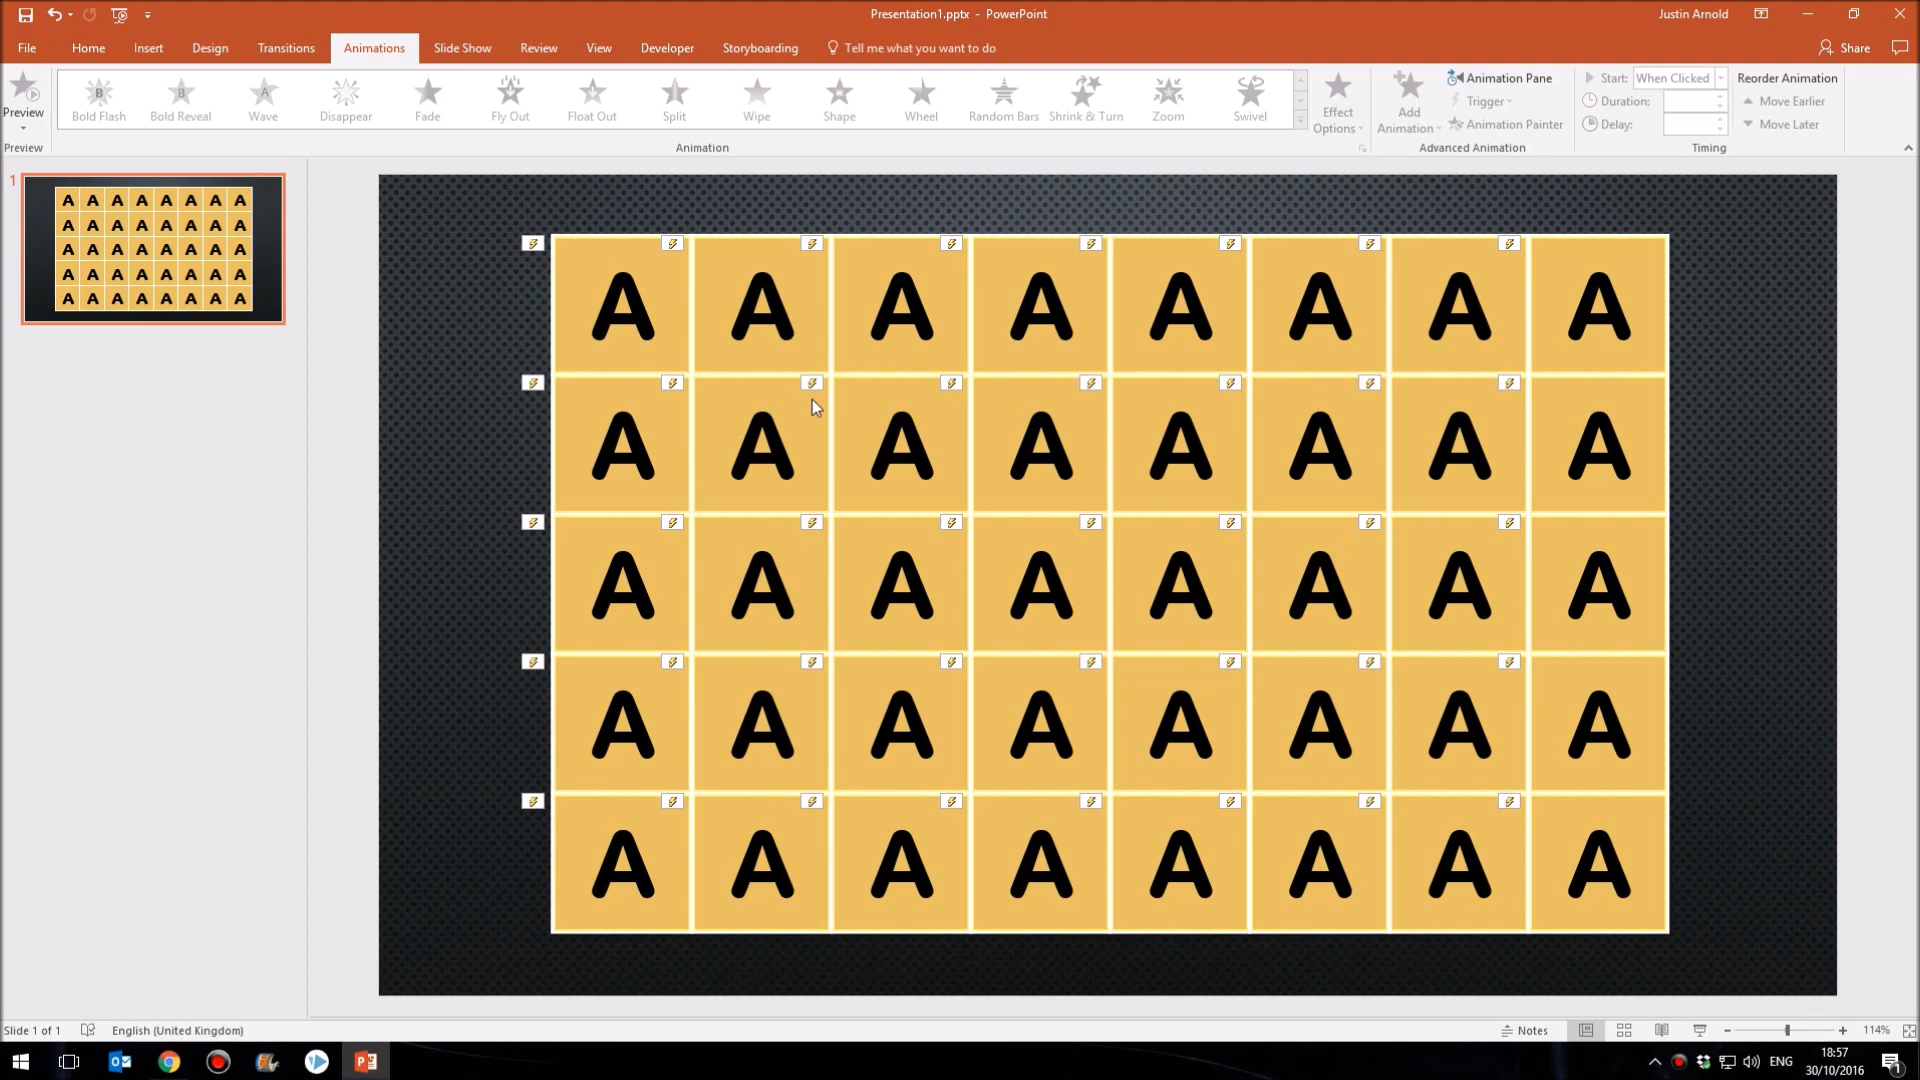 Presentation1.pptx - PowerPoint
Justin Arnold
File Home Insert Design Transitions Animations Slide Show Review View Developer Storyboarding Tell me what you want to do Share
Preview
Bold Flash Bold Reveal Wave Disappear Fade Fly Out Float Out Split Wipe Shape Wheel Random Bars Shrink & Turn Zoom Swivel
Effect Options
Add Animation
Animation Pane
Trigger
Animation Painter
Start: When Clicked
Duration:
Delay:
Reorder Animation
Move Earlier
Move Later
Preview Animation Advanced Animation Timing
1
A A A A A A A A
A A A A A A A A
A A A A A A A A
A A A A A A A A
A A A A A A A A
A A A A A A A A
A A A A A A A A
A A A A A A A A
A A A A A A A A
A A A A A A A A
Slide 1 of 1 English (United Kingdom) Notes 114%
ENG
18:57
30/10/2016
1